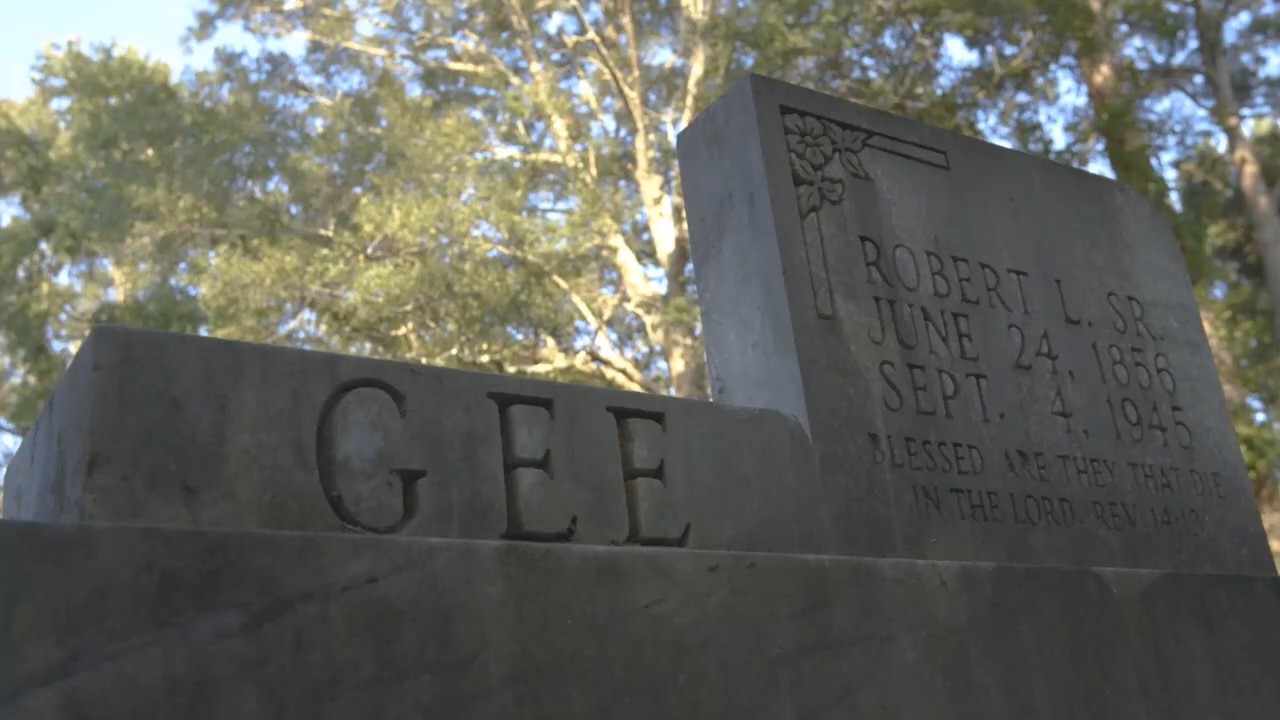 GEE
ROBERT L. SR.
JUNE 24, 1856
SEPT. 4, 1945
BLESSED ARE THEY THAT DIE
IN THE LORD. REV. 14:13